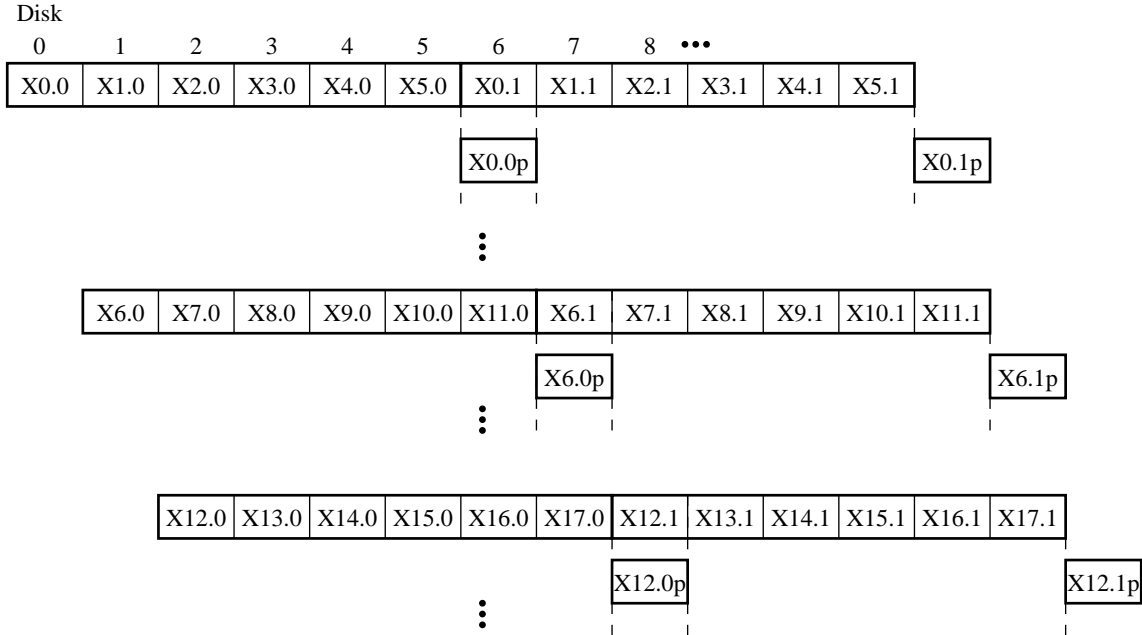 Disk
0 1 2 3 4 5 6 7 8 •••
X0.0 X1.0 X2.0 X3.0 X4.0 X5.0 X0.1 X1.1 X2.1 X3.1 X4.1 X5.1
X0.0p X0.1p
X6.0 X7.0 X8.0 X9.0 X10.0 X11.0 X6.1 X7.1 X8.1 X9.1 X10.1 X11.1
X6.0p X6.1p
X12.0 X13.0 X14.0 X15.0 X16.0 X17.0 X12.1 X13.1 X14.1 X15.1 X16.1 X17.1
X12.0p X12.1p